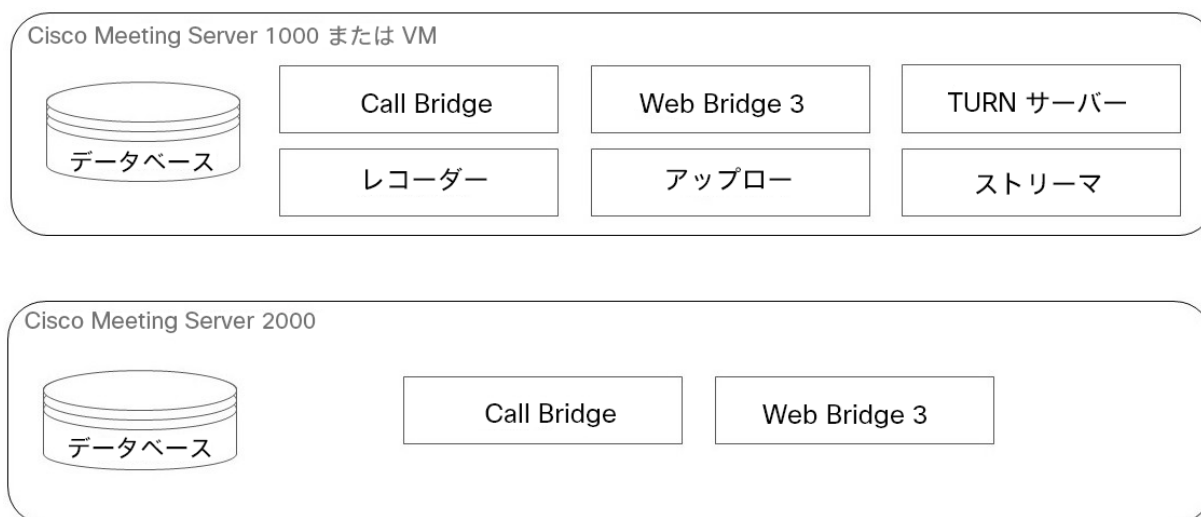 Cisco Meeting Server 1000 または VM
データベース
Call Bridge
Web Bridge 3
TURN サーバー
レコーダー
アップロー
ストリーマ
Cisco Meeting Server 2000
データベース
Call Bridge
Web Bridge 3